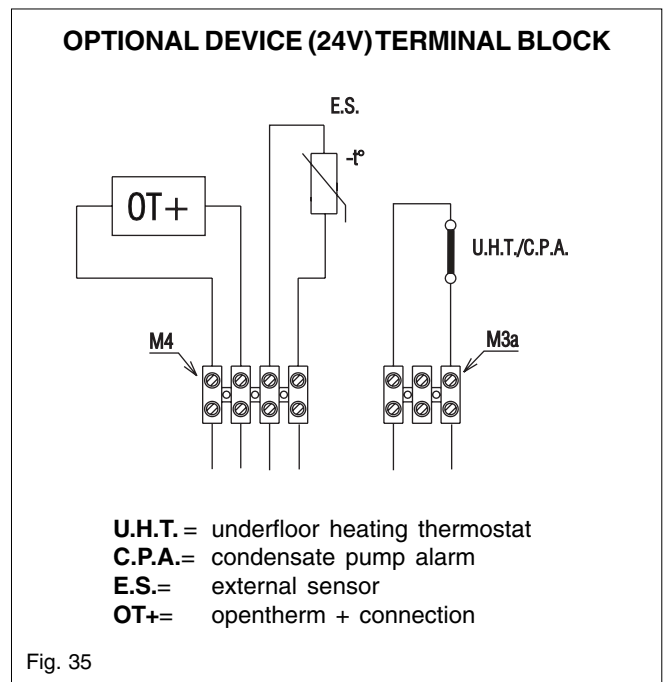 OPTIONAL DEVICE (24V) TERMINAL BLOCK
E.S.
-t°
OT+
U.H.T./C.P.A.
M4
M3a
U.H.T. = underfloor heating thermostat
C.P.A.= condensate pump alarm
E.S.= external sensor
OT+= opentherm + connection
Fig. 35